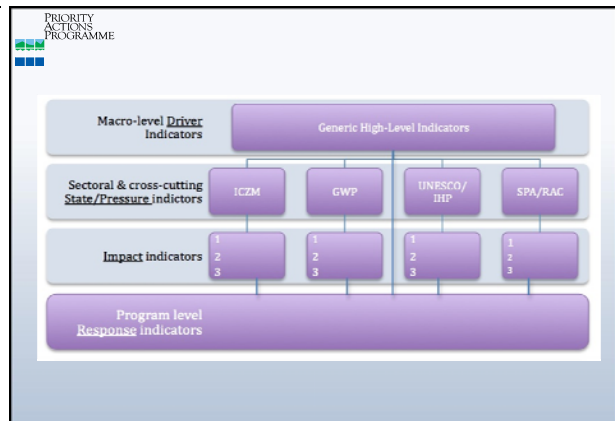 PRIORITY
ACTIONS
PROGRAMME
Macro-level Driver
Indicators
Generic High-Level Indicators
Sectoral & cross-cutting
State/Pressure indictors
ICZM
GWP
UNESCO/
IHP
SPA/RAC
Impact indicators
1
2
3
1
2
3
1
2
3
1
2
3
Program level
Response indicators